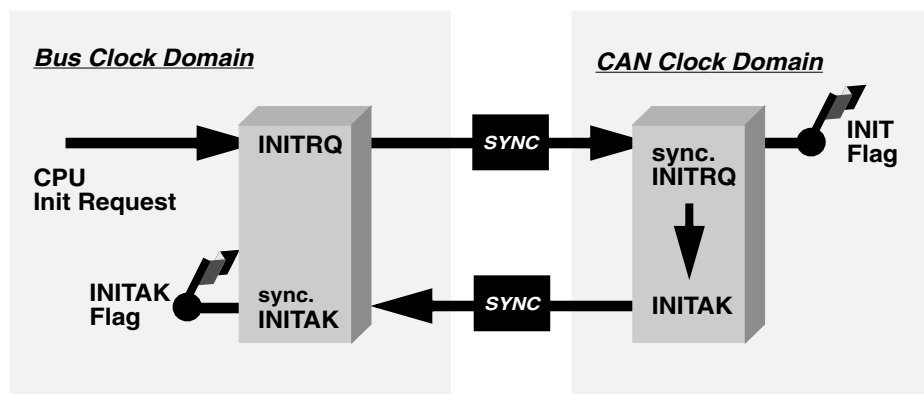 Bus Clock Domain
CAN Clock Domain
INITRQ
SYNC
sync.
INITRQ
INIT
Flag
CPU
Init Request
INITAK
Flag
sync.
INITAK
SYNC
INITAK